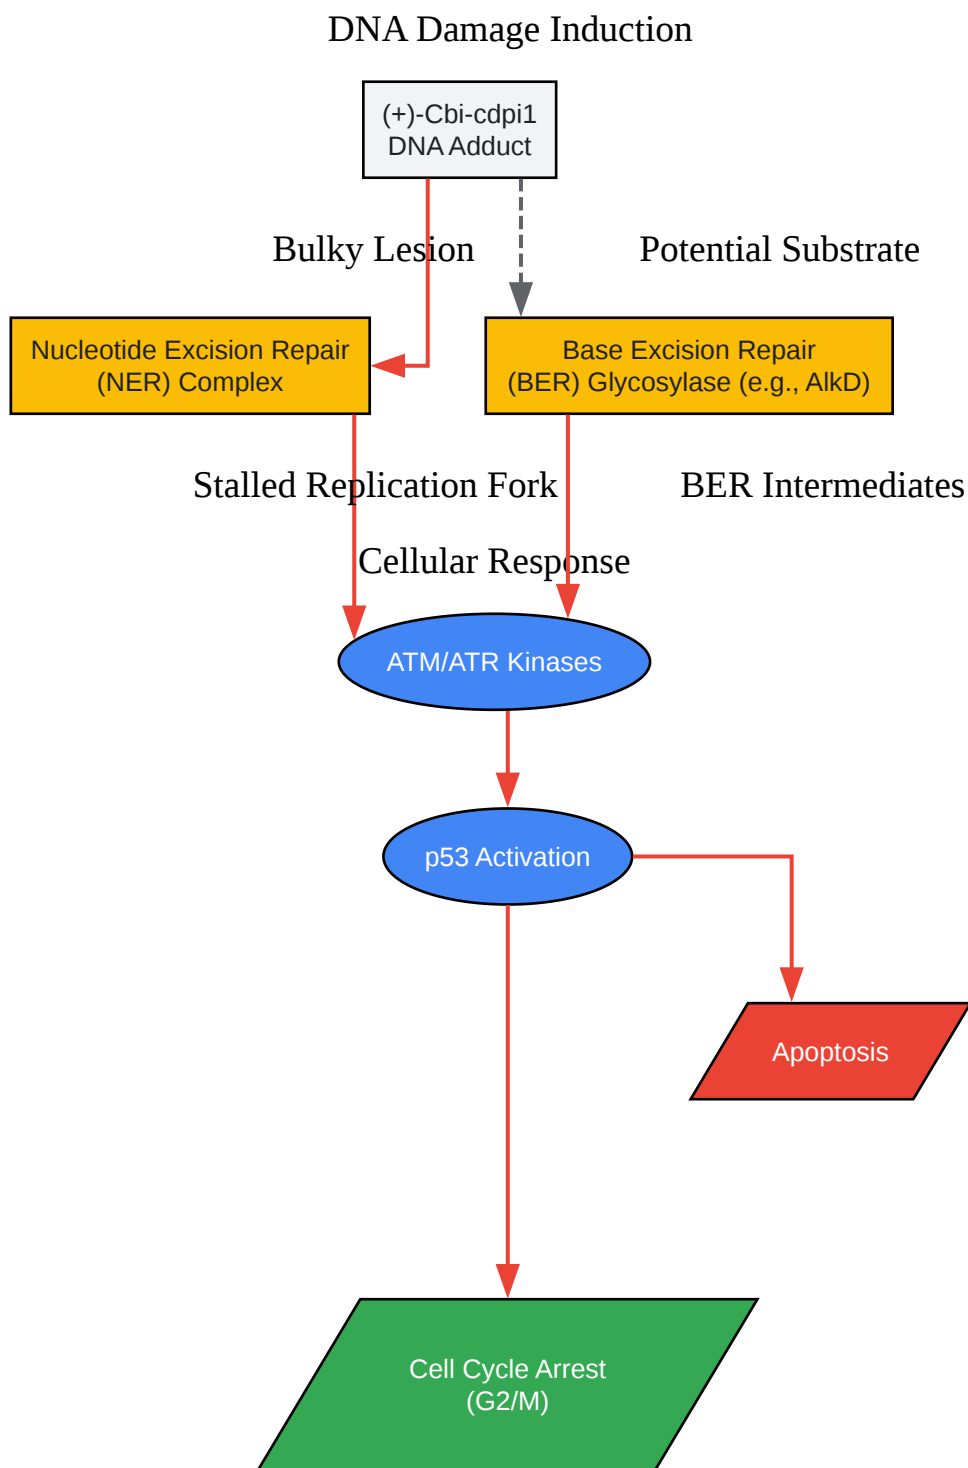 DNA Damage Induction
(+)-Cbi-cdpi1
DNA Adduct
Bulky Lesion
Potential Substrate
Nucleotide Excision Repair
(NER) Complex
Base Excision Repair
(BER) Glycosylase (e.g., AlkD)
Stalled Replication Fork
BER Intermediates
Cellular Response
ATM/ATR Kinases
p53 Activation
Apoptosis
Cell Cycle Arrest
(G2/M)